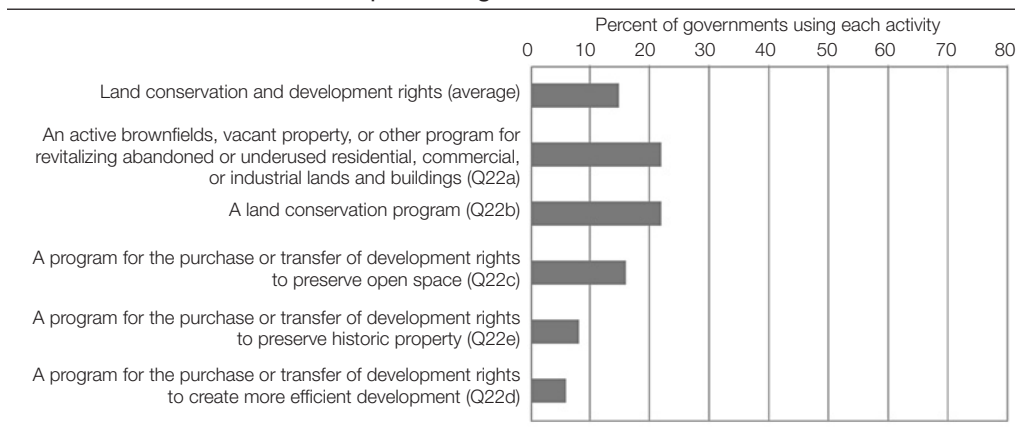 Percent of governments using each activity
0 10 20 30 40 50 60 70 80
Land conservation and development rights (average)
An active brownfields, vacant property, or other program for
revitalizing abandoned or underused residential, commercial,
or industrial lands and buildings (Q22a)
A land conservation program (Q22b)
A program for the purchase or transfer of development rights
to preserve open space (Q22c)
A program for the purchase or transfer of development rights
to preserve historic property (Q22e)
A program for the purchase or transfer of development rights
to create more efficient development (Q22d)